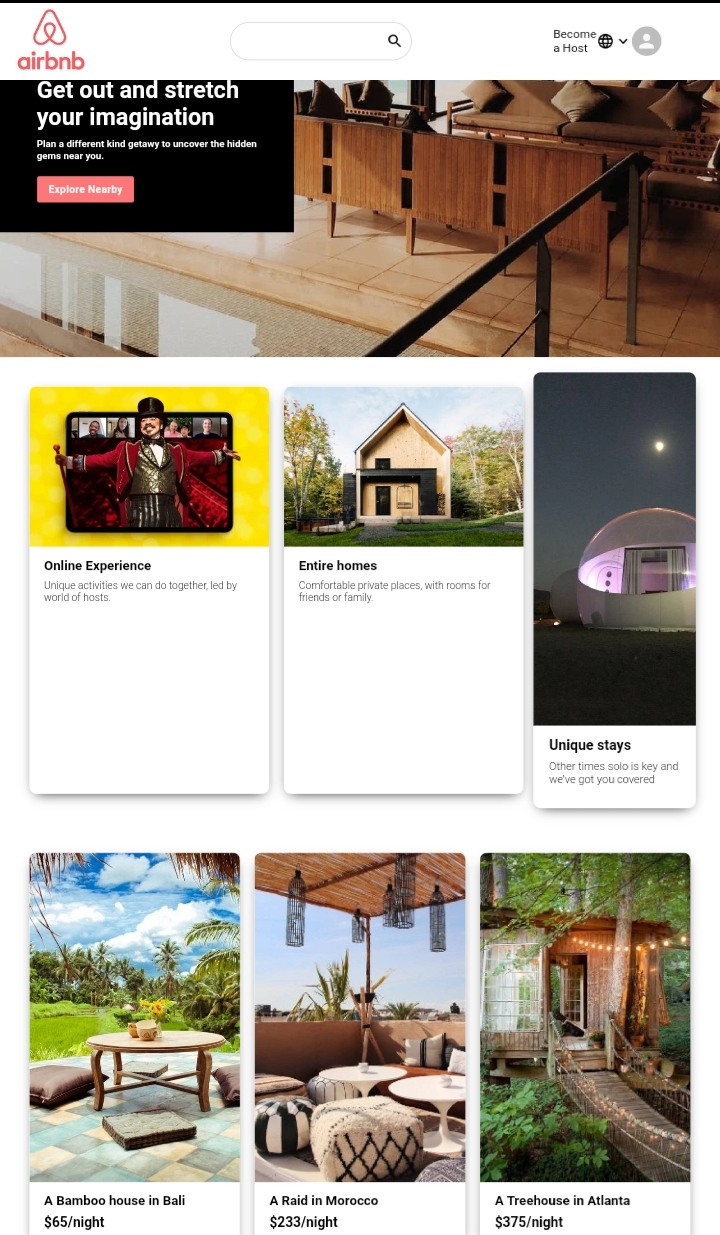 airbnb
Become
a Host
Get out and stretch
your imagination
Plan a different kind getawy to uncover the hidden
gems near you.
Explore Nearby
Online Experience
Unique activities we can do together, led by
world of hosts.
Entire homes
Comfortable private places, with rooms for
friends or family.
Unique stays
Other times solo is key and
we've got you covered
A Bamboo house in Bali
$65/night
A Raid in Morocco
$233/night
A Treehouse in Atlanta
$375/night